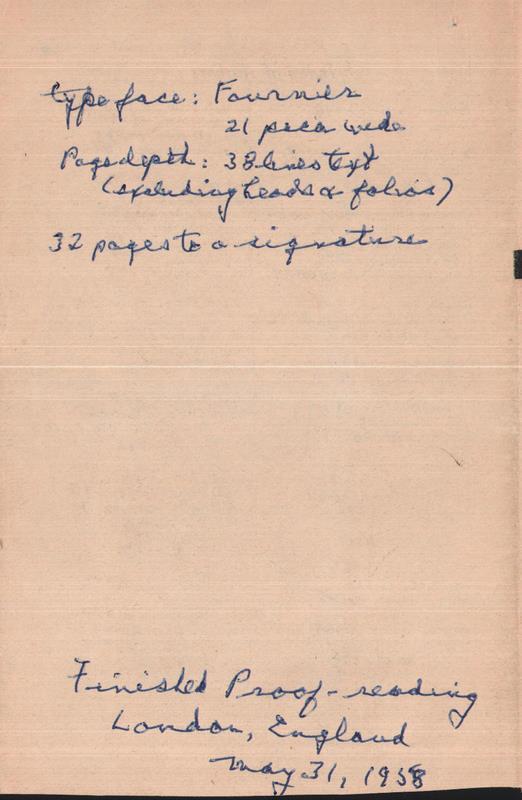 type face: Fournier
21 pica wide
Page depth: 38 lines text
(excluding heads & folios)
32 pages to a signature
Finished Proof-reading
London, England
May 31, 1958